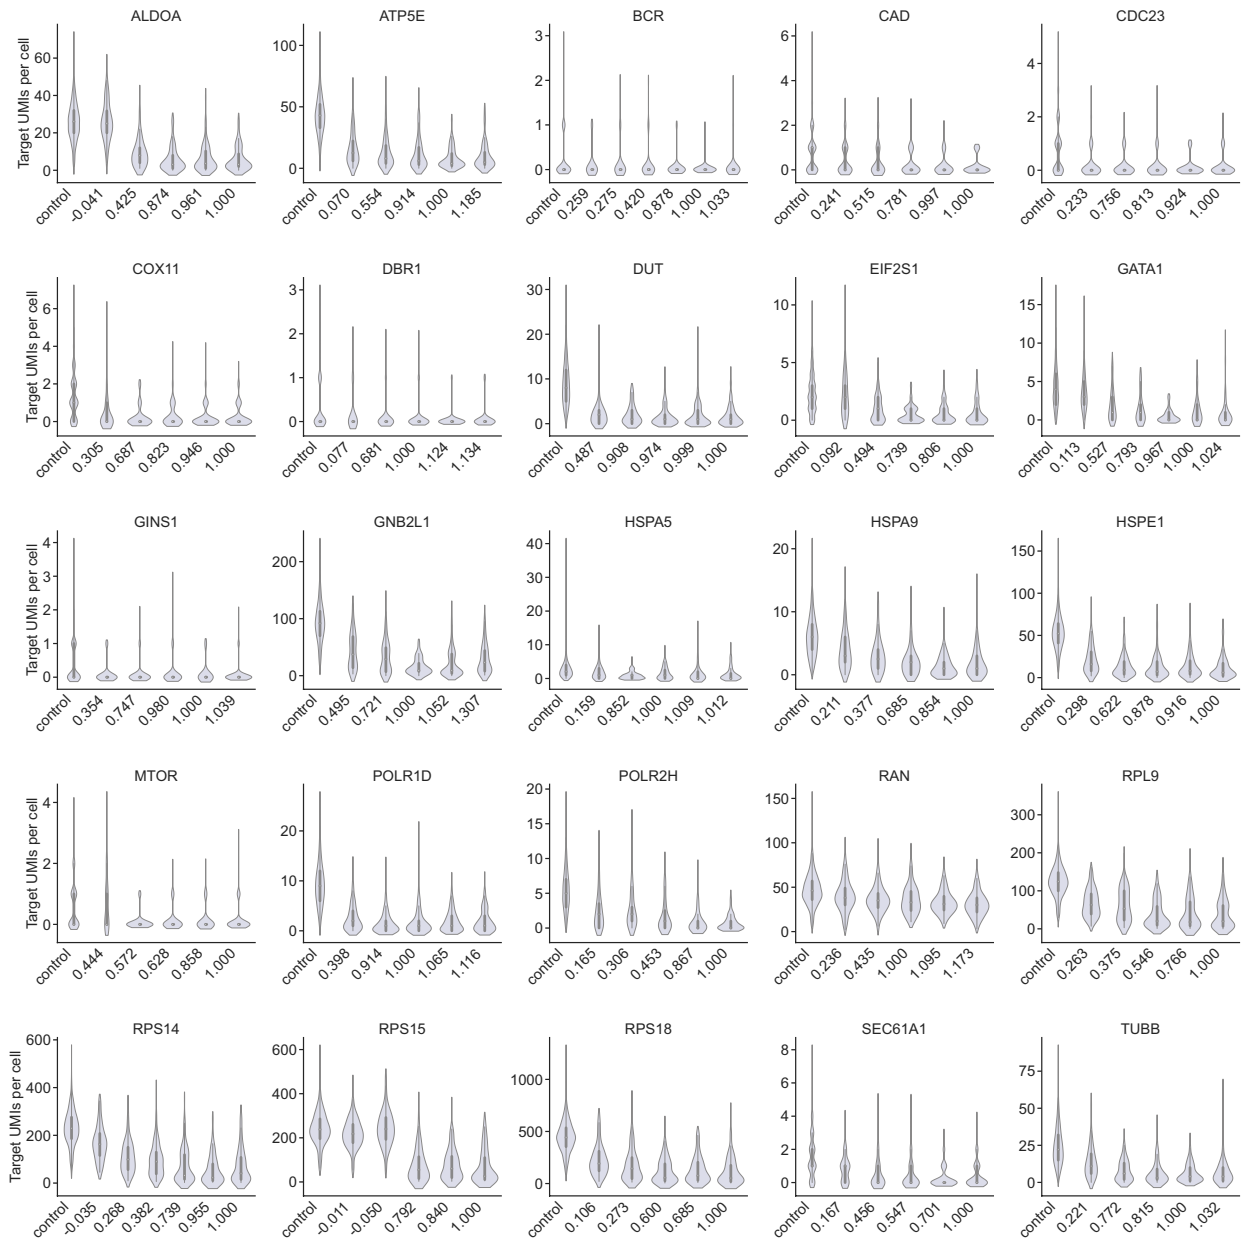 ALDOA ATP5E BCR CAD CDC23
Target UMIs per cell
60 40 20 0
control -0.041 0.425 0.874 0.961 1.000
100 50 0
control 0.070 0.554 0.914 1.000 1.185
3 2 1 0
control 0.259 0.275 0.420 0.878 1.000 1.033
6 4 2 0
control 0.241 0.515 0.781 0.997 1.000
4 2 0
control 0.233 0.756 0.813 0.924 1.000
COX11 DBR1 DUT EIF2S1 GATA1
Target UMIs per cell
6 4 2 0
control 0.305 0.687 0.823 0.946 1.000
3 2 1 0
control 0.077 0.681 1.000 1.124 1.134
30 20 10 0
control 0.487 0.908 0.974 0.999 1.00
10 5 0
control 0.092 0.494 0.739 0.806 1.000
15 10 5 0
control 0.113 0.527 0.793 0.967 1.000 1.024
GINS1 GNB2L1 HSPA5 HSPA9 HSPE1
Target UMIs per cell
4 3 2 1 0
control 0.354 0.747 0.980 1.000 1.039
200 100 0
control 0.495 0.721 1.000 1.052 1.307
40 30 20 10 0
control 0.159 0.852 1.000 1.009 1.012
20 10 0
control 0.211 0.377 0.685 0.854 1.000
150 100 50 0
control 0.298 0.622 0.878 0.916 1.000
MTOR POLR1D POLR2H RAN RPL9
Target UMIs per cell
4 2 0
control 0.444 0.572 0.628 0.858 1.000
20 10 0
control 0.398 0.914 1.000 1.065 1.116
20 15 10 5 0
control 0.165 0.306 0.453 0.867 1.000
150 100 50 0
control 0.236 0.435 1.000 1.095 1.173
300 200 100 0
control 0.263 0.375 0.546 0.766 1.000
RPS14 RPS15 RPS18 SEC61A1 TUBB
Target UMIs per cell
600 400 200 0
control -0.035 0.268 0.382 0.739 0.955 1.000
600 400 200 0
control -0.011 -0.050 0.792 0.840 1.000
1000 500 0
control 0.106 0.273 0.600 0.685 1.000
8 6 4 2 0
control 0.167 0.456 0.547 0.701 1.000
75 50 25 0
control 0.221 0.772 0.815 1.000 1.032